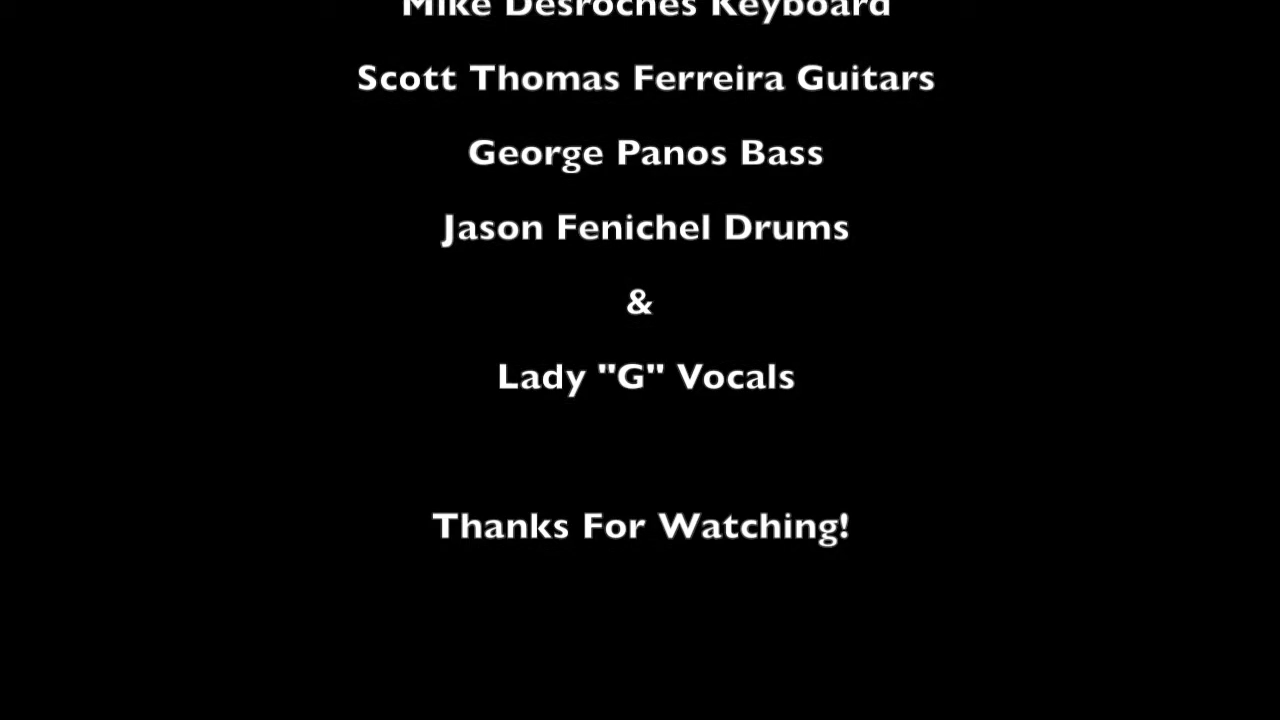 Mike Desroches Keyboard
Scott Thomas Ferreira Guitars
George Panos Bass
Jason Fenichel Drums
&
Lady "G" Vocals
Thanks For Watching!